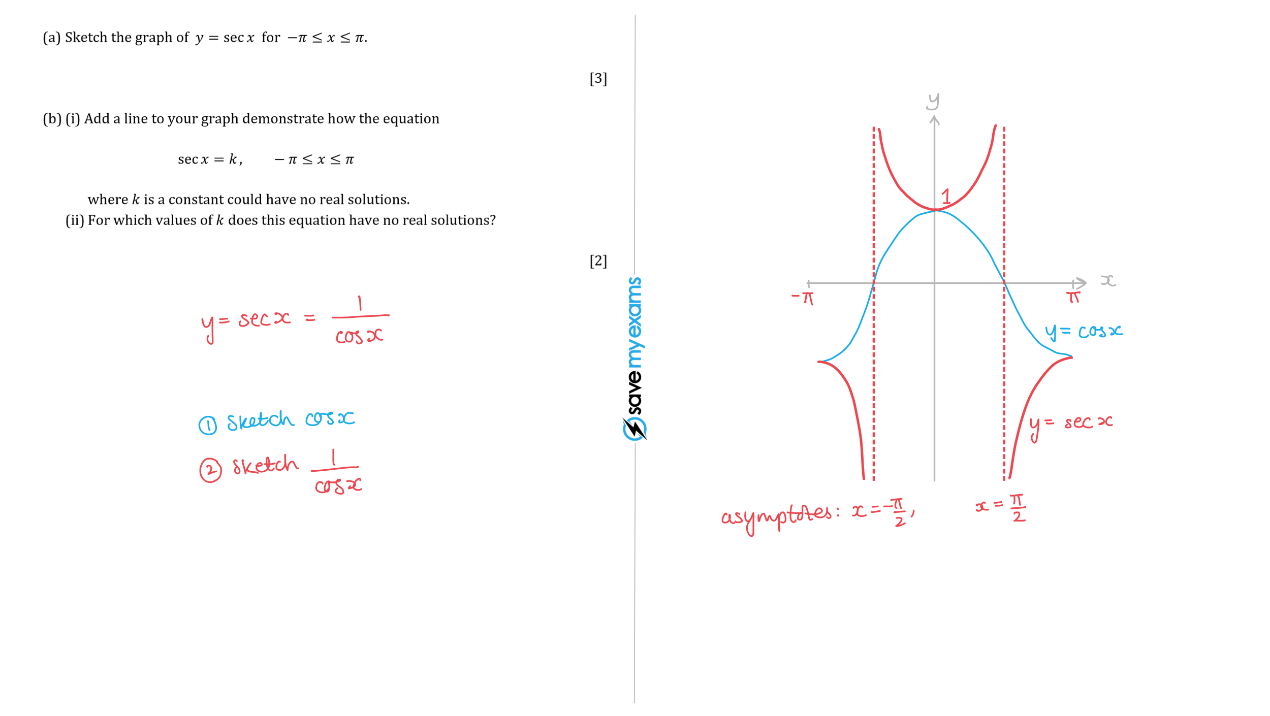 (a) Sketch the graph of y = sec x for −π ≤ x ≤ π.
[3]
(b) (i) Add a line to your graph demonstrate how the equation
sec x = k,   − π ≤ x ≤ π
where k is a constant could have no real solutions.
(ii) For which values of k does this equation have no real solutions?
[2]
y = sec x = 1/cos x
① sketch cos x
② sketch 1/cos x
save my exams
y
1
x
-π
π
y = cos x
y = sec x
asymptotes: x = -π/2, x = π/2